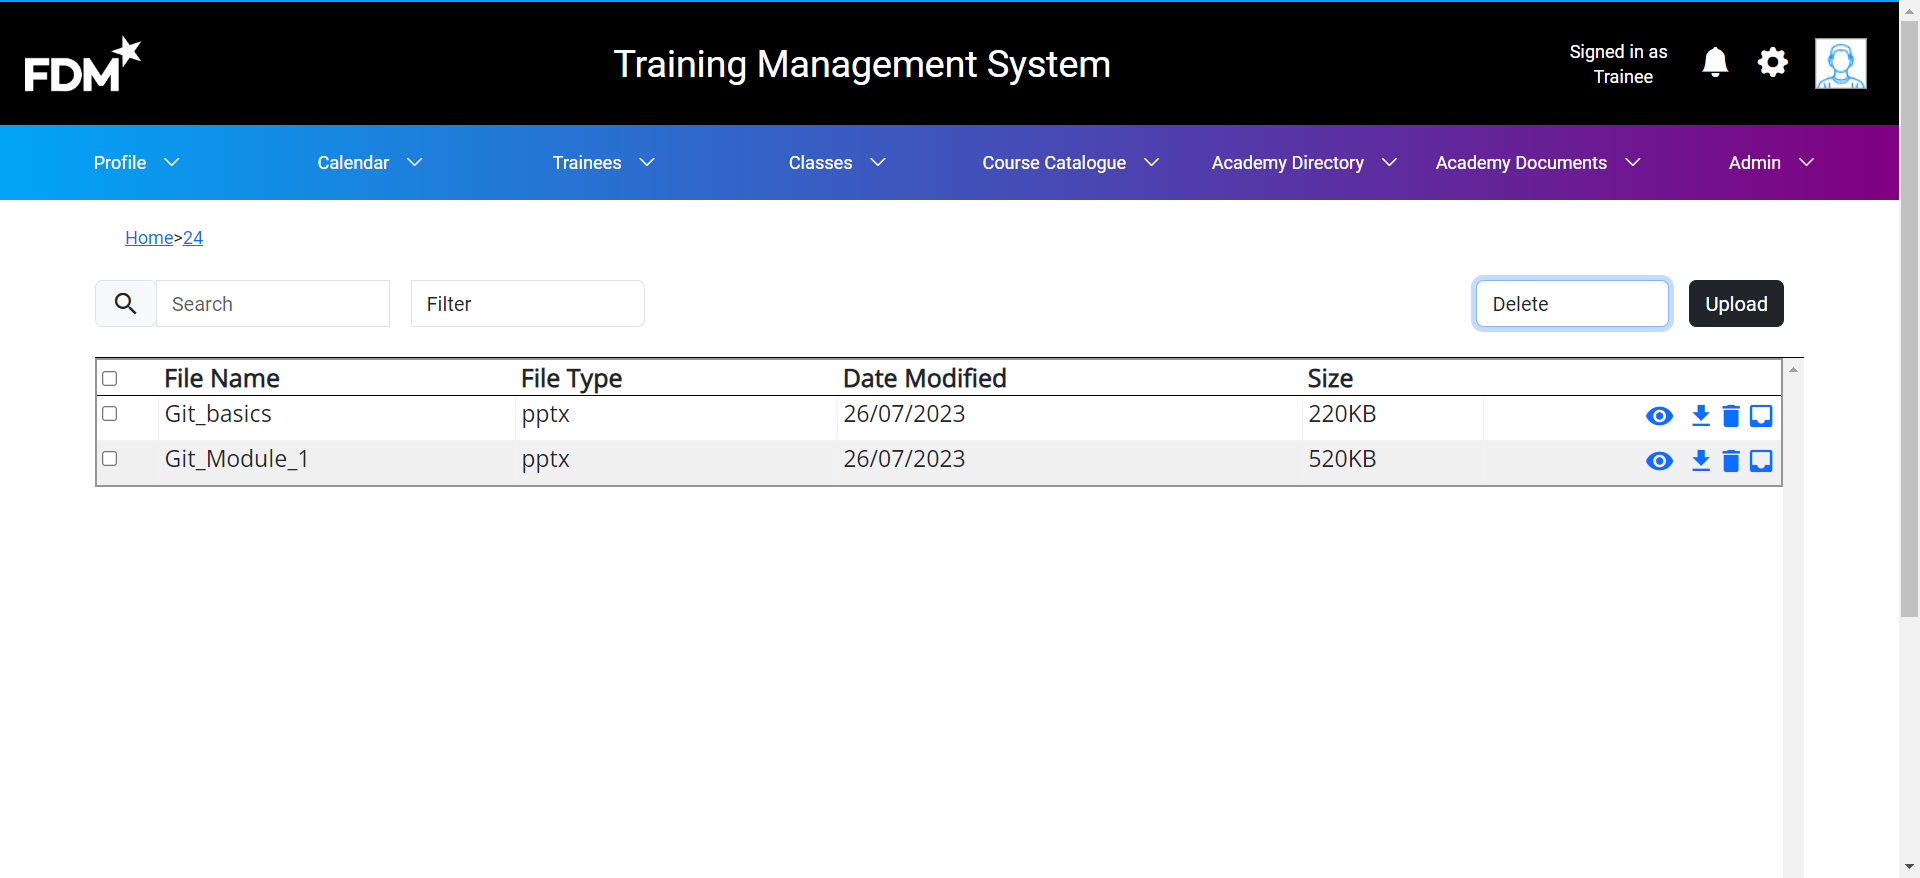 FDM
Training Management System
Signed in as
Trainee
Profile Calendar Trainees Classes Course Catalogue Academy Directory Academy Documents Admin
Home>24
Search Filter Delete Upload
File Name File Type Date Modified Size
Git_basics pptx 26/07/2023 220KB
Git_Module_1 pptx 26/07/2023 520KB